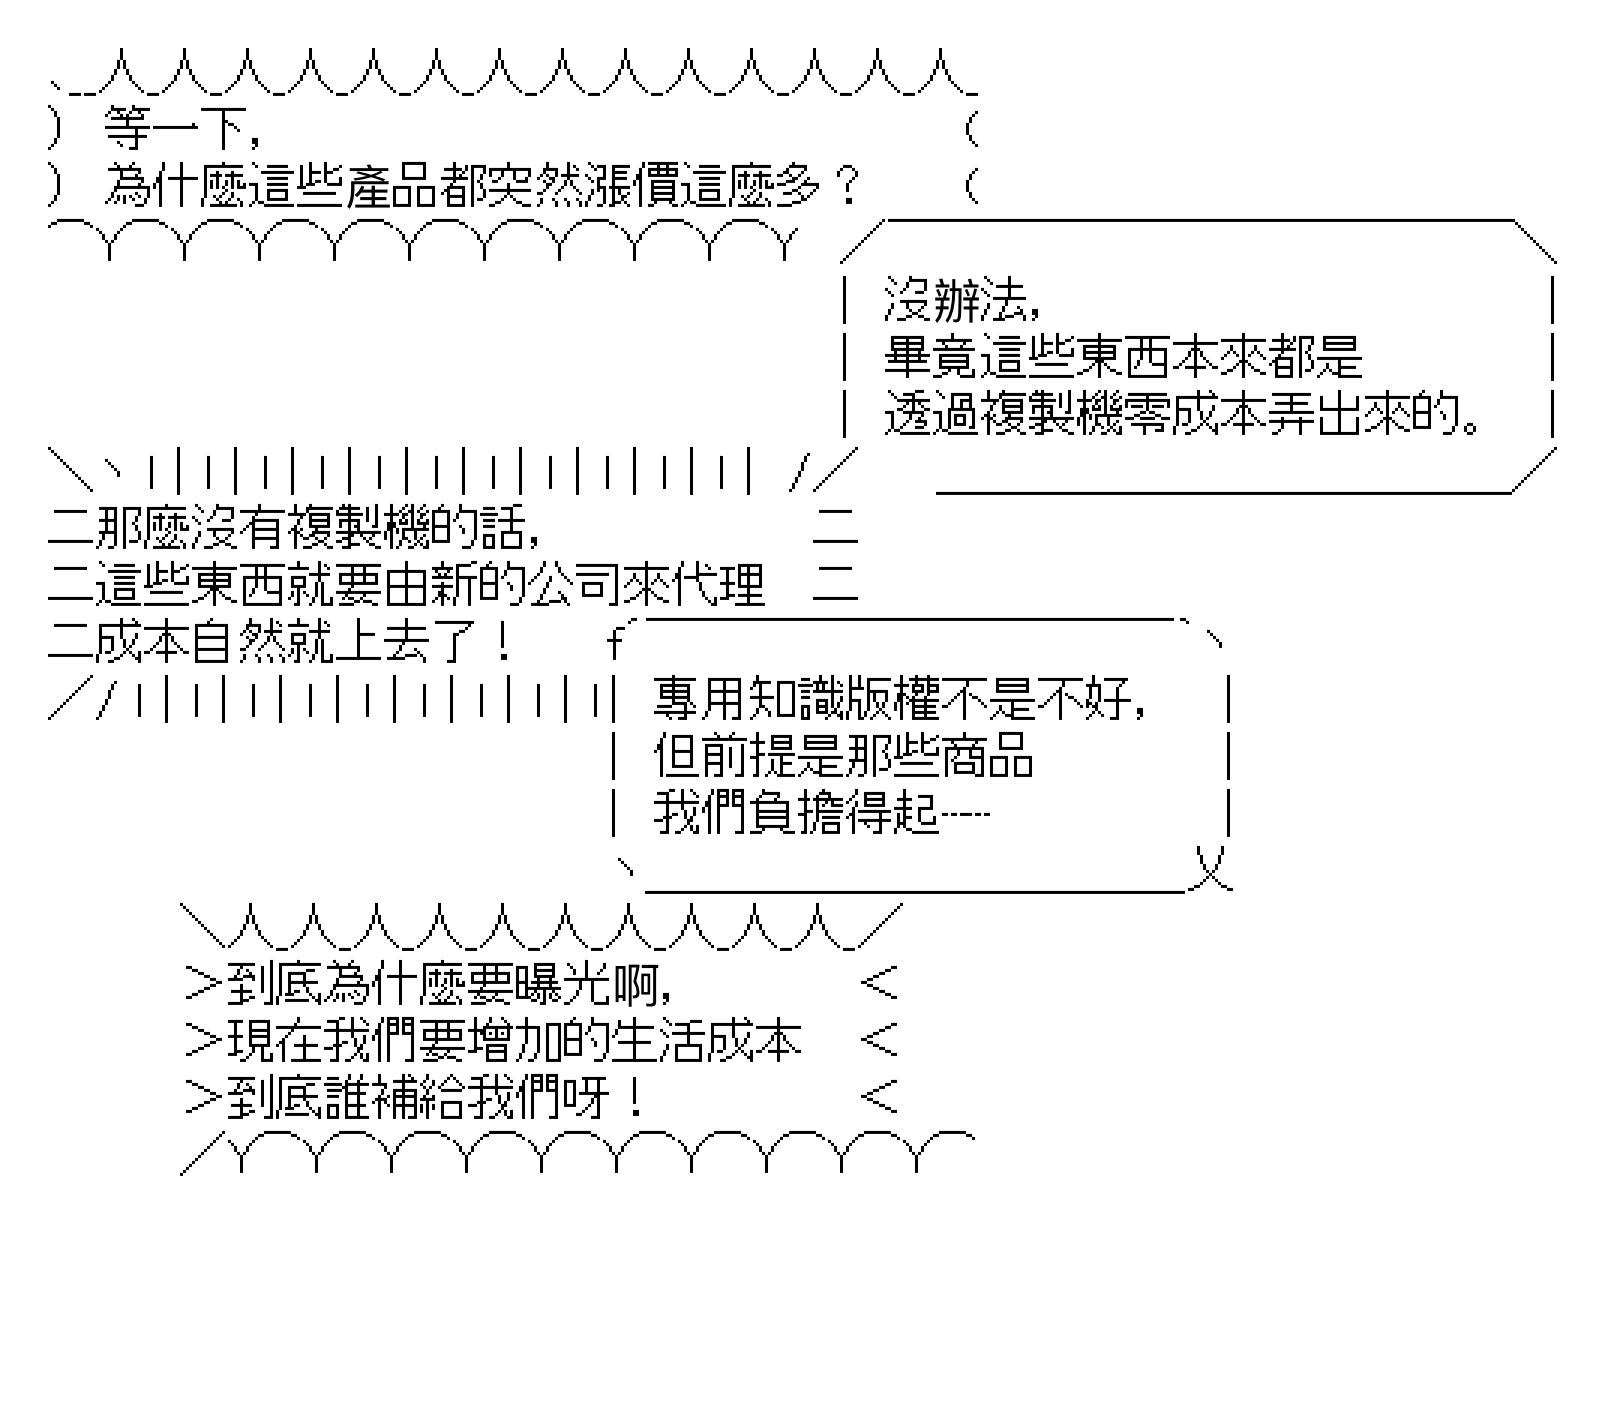 等一下,
為什麼這些產品都突然漲價這麼多？
沒辦法,
畢竟這些東西本來都是
透過複製機零成本弄出來的。
那麼沒有複製機的話,
這些東西就要由新的公司來代理
成本自然就上去了！
專用知識版權不是不好,
但前提是那些商品
我們負擔得起┄┄
到底為什麼要曝光啊,
現在我們要增加的生活成本
到底誰補給我們呀！